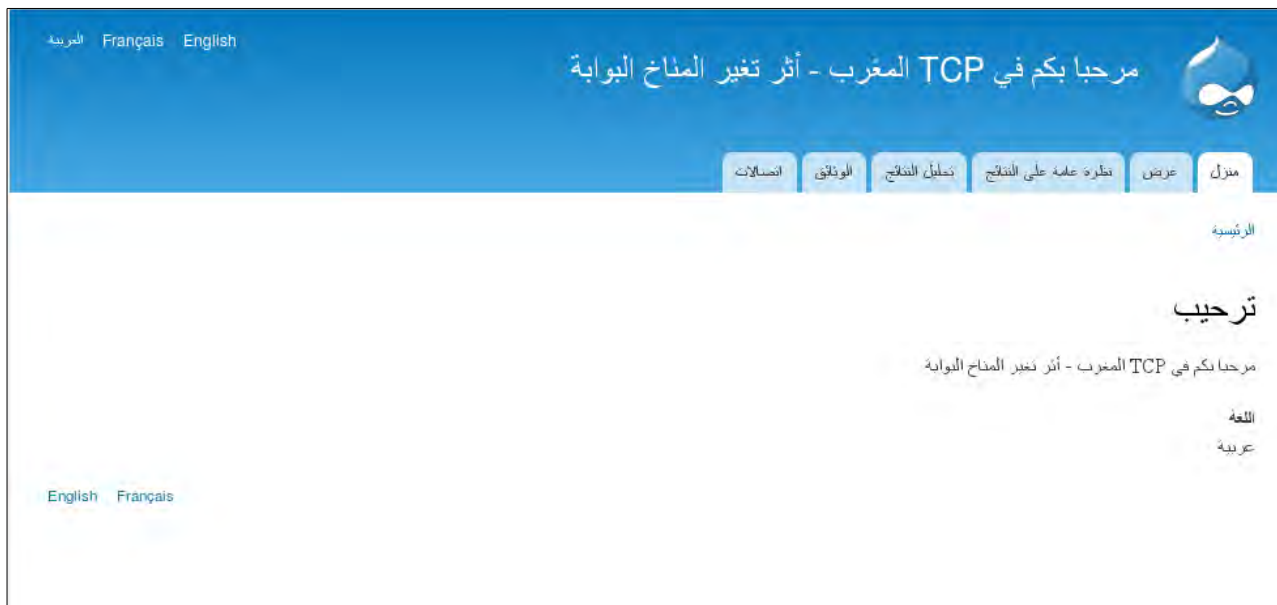 العربية Français English
مرحبا بكم في TCP المغرب - أثر تغير المناخ البوابة
منزل عرض نظرة عامة على النتائج تحليل النتائج الوثائق اتصالات
الرئيسية
ترحيب
مرحبا بكم في TCP المغرب - أثر تغير المناخ البوابة
اللغة
عربية
English Français